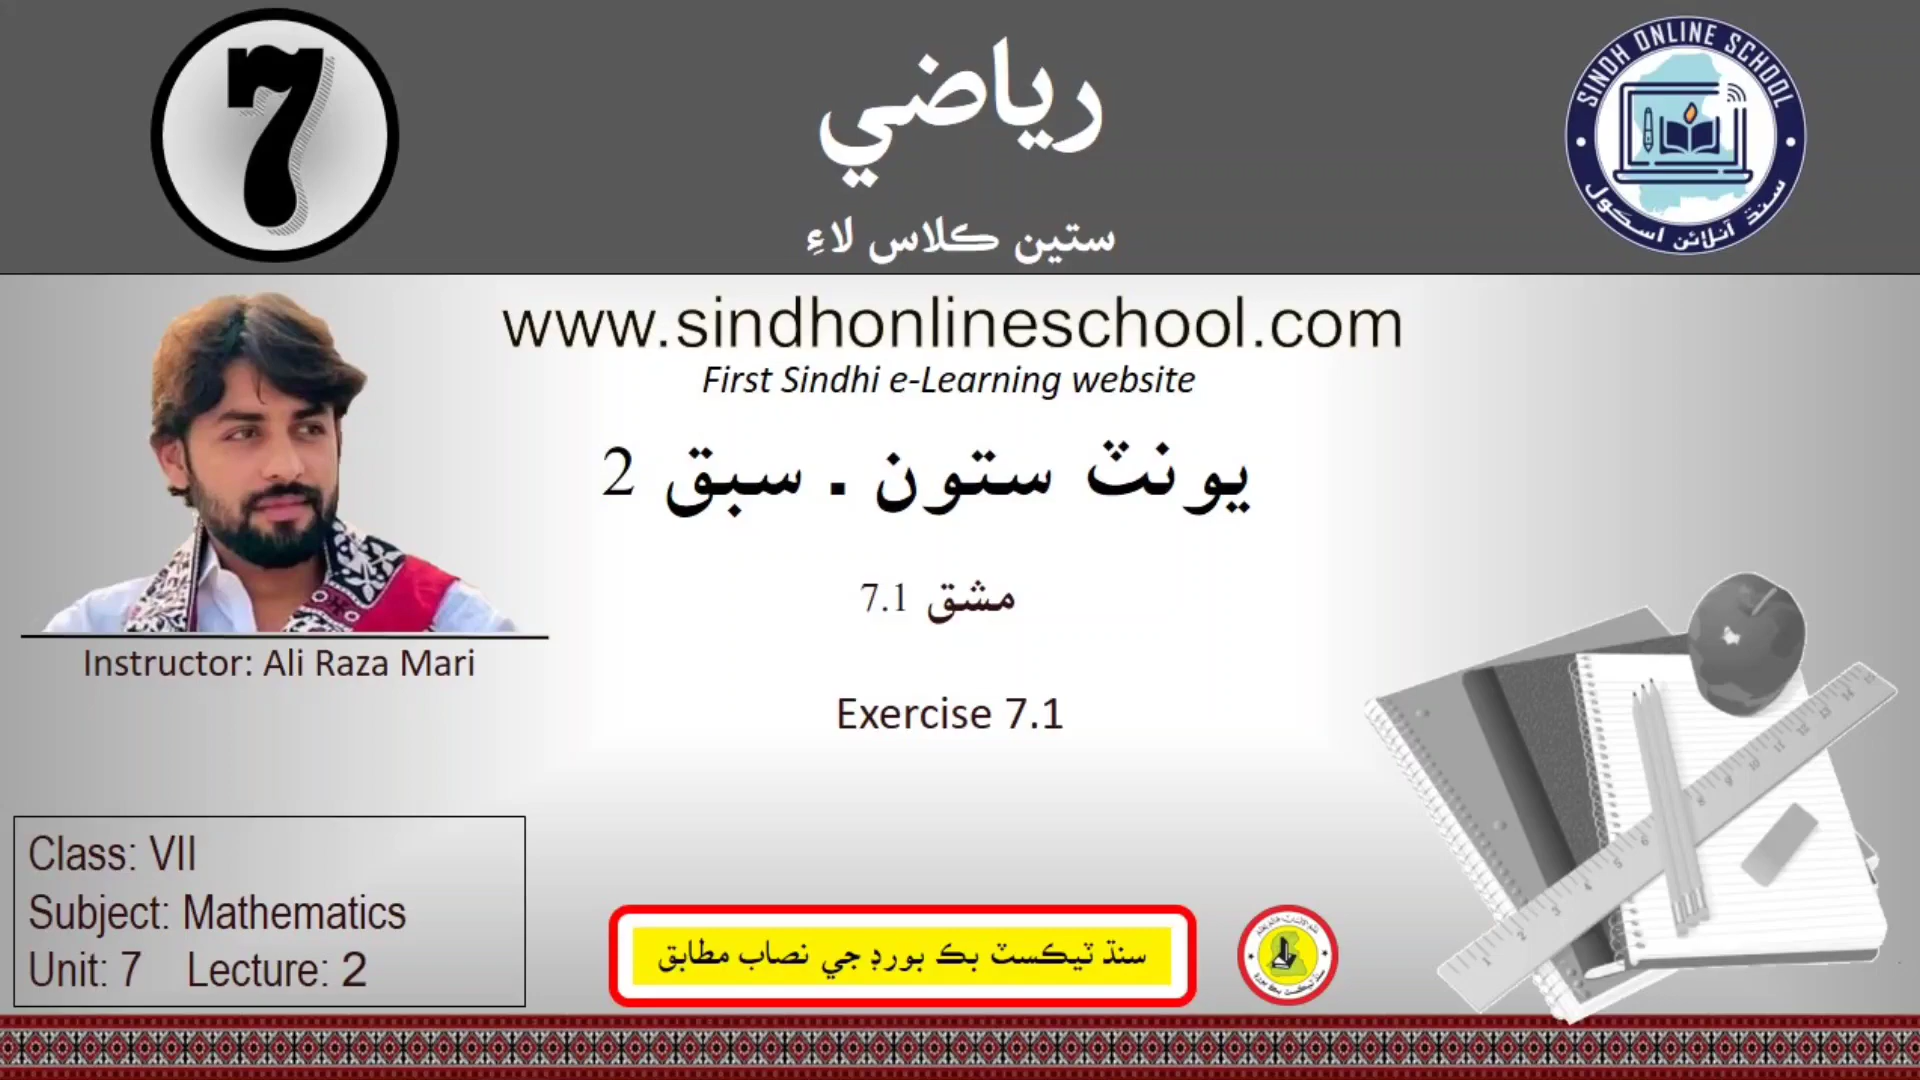 7
رياضي
ستين ڪلاس لاءِ
SINDH ONLINE SCHOOL
سنڌ آنلائن اسڪول
www.sindhonlineschool.com
First Sindhi e-Learning website
يونٽ ستون . سبق 2
مشق 7.1
Exercise 7.1
Instructor: Ali Raza Mari
Class: VII
Subject: Mathematics
Unit: 7 Lecture: 2
سنڌ ٽيڪسٽ بڪ بورڊ جي نصاب مطابق